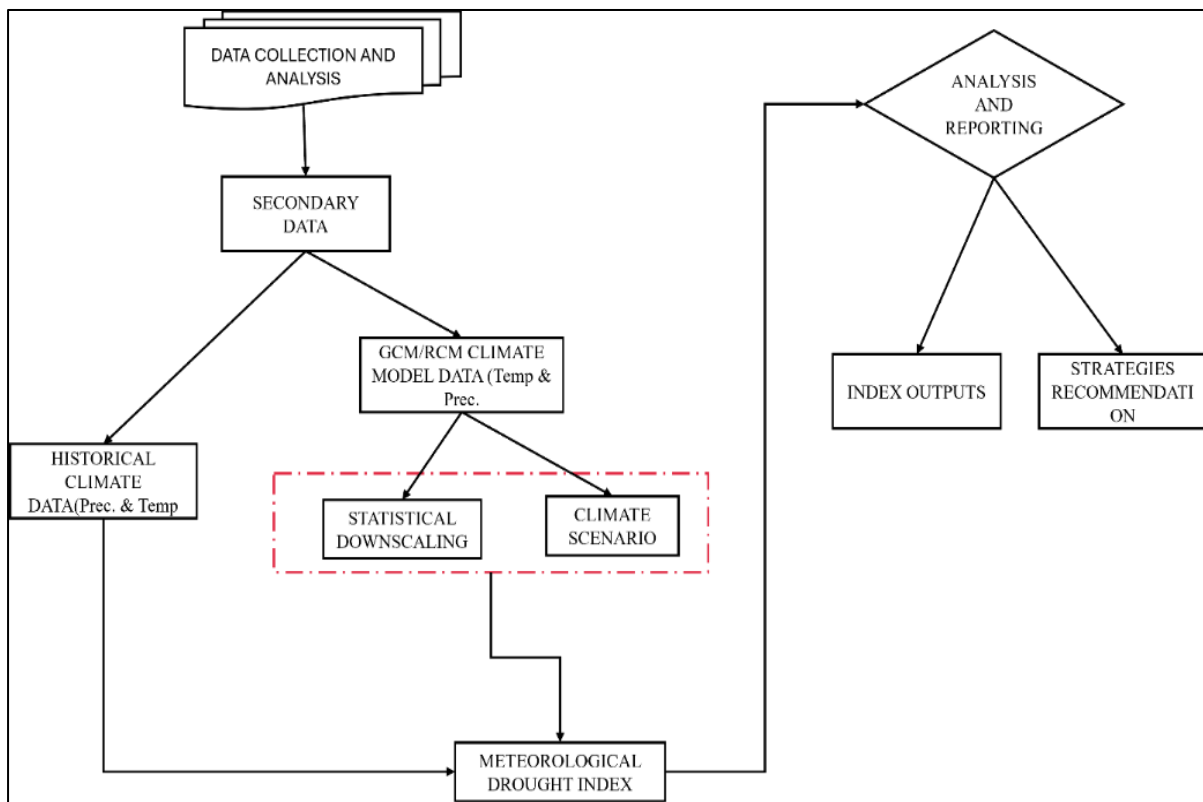 DATA COLLECTION AND
ANALYSIS
SECONDARY
DATA
GCM/RCM CLIMATE
MODEL DATA (Temp &
Prec.
HISTORICAL
CLIMATE
DATA(Prec. & Temp
STATISTICAL
DOWNSCALING
CLIMATE
SCENARIO
METEOROLOGICAL
DROUGHT INDEX
ANALYSIS
AND
REPORTING
INDEX OUTPUTS
STRATEGIES
RECOMMENDATI
ON